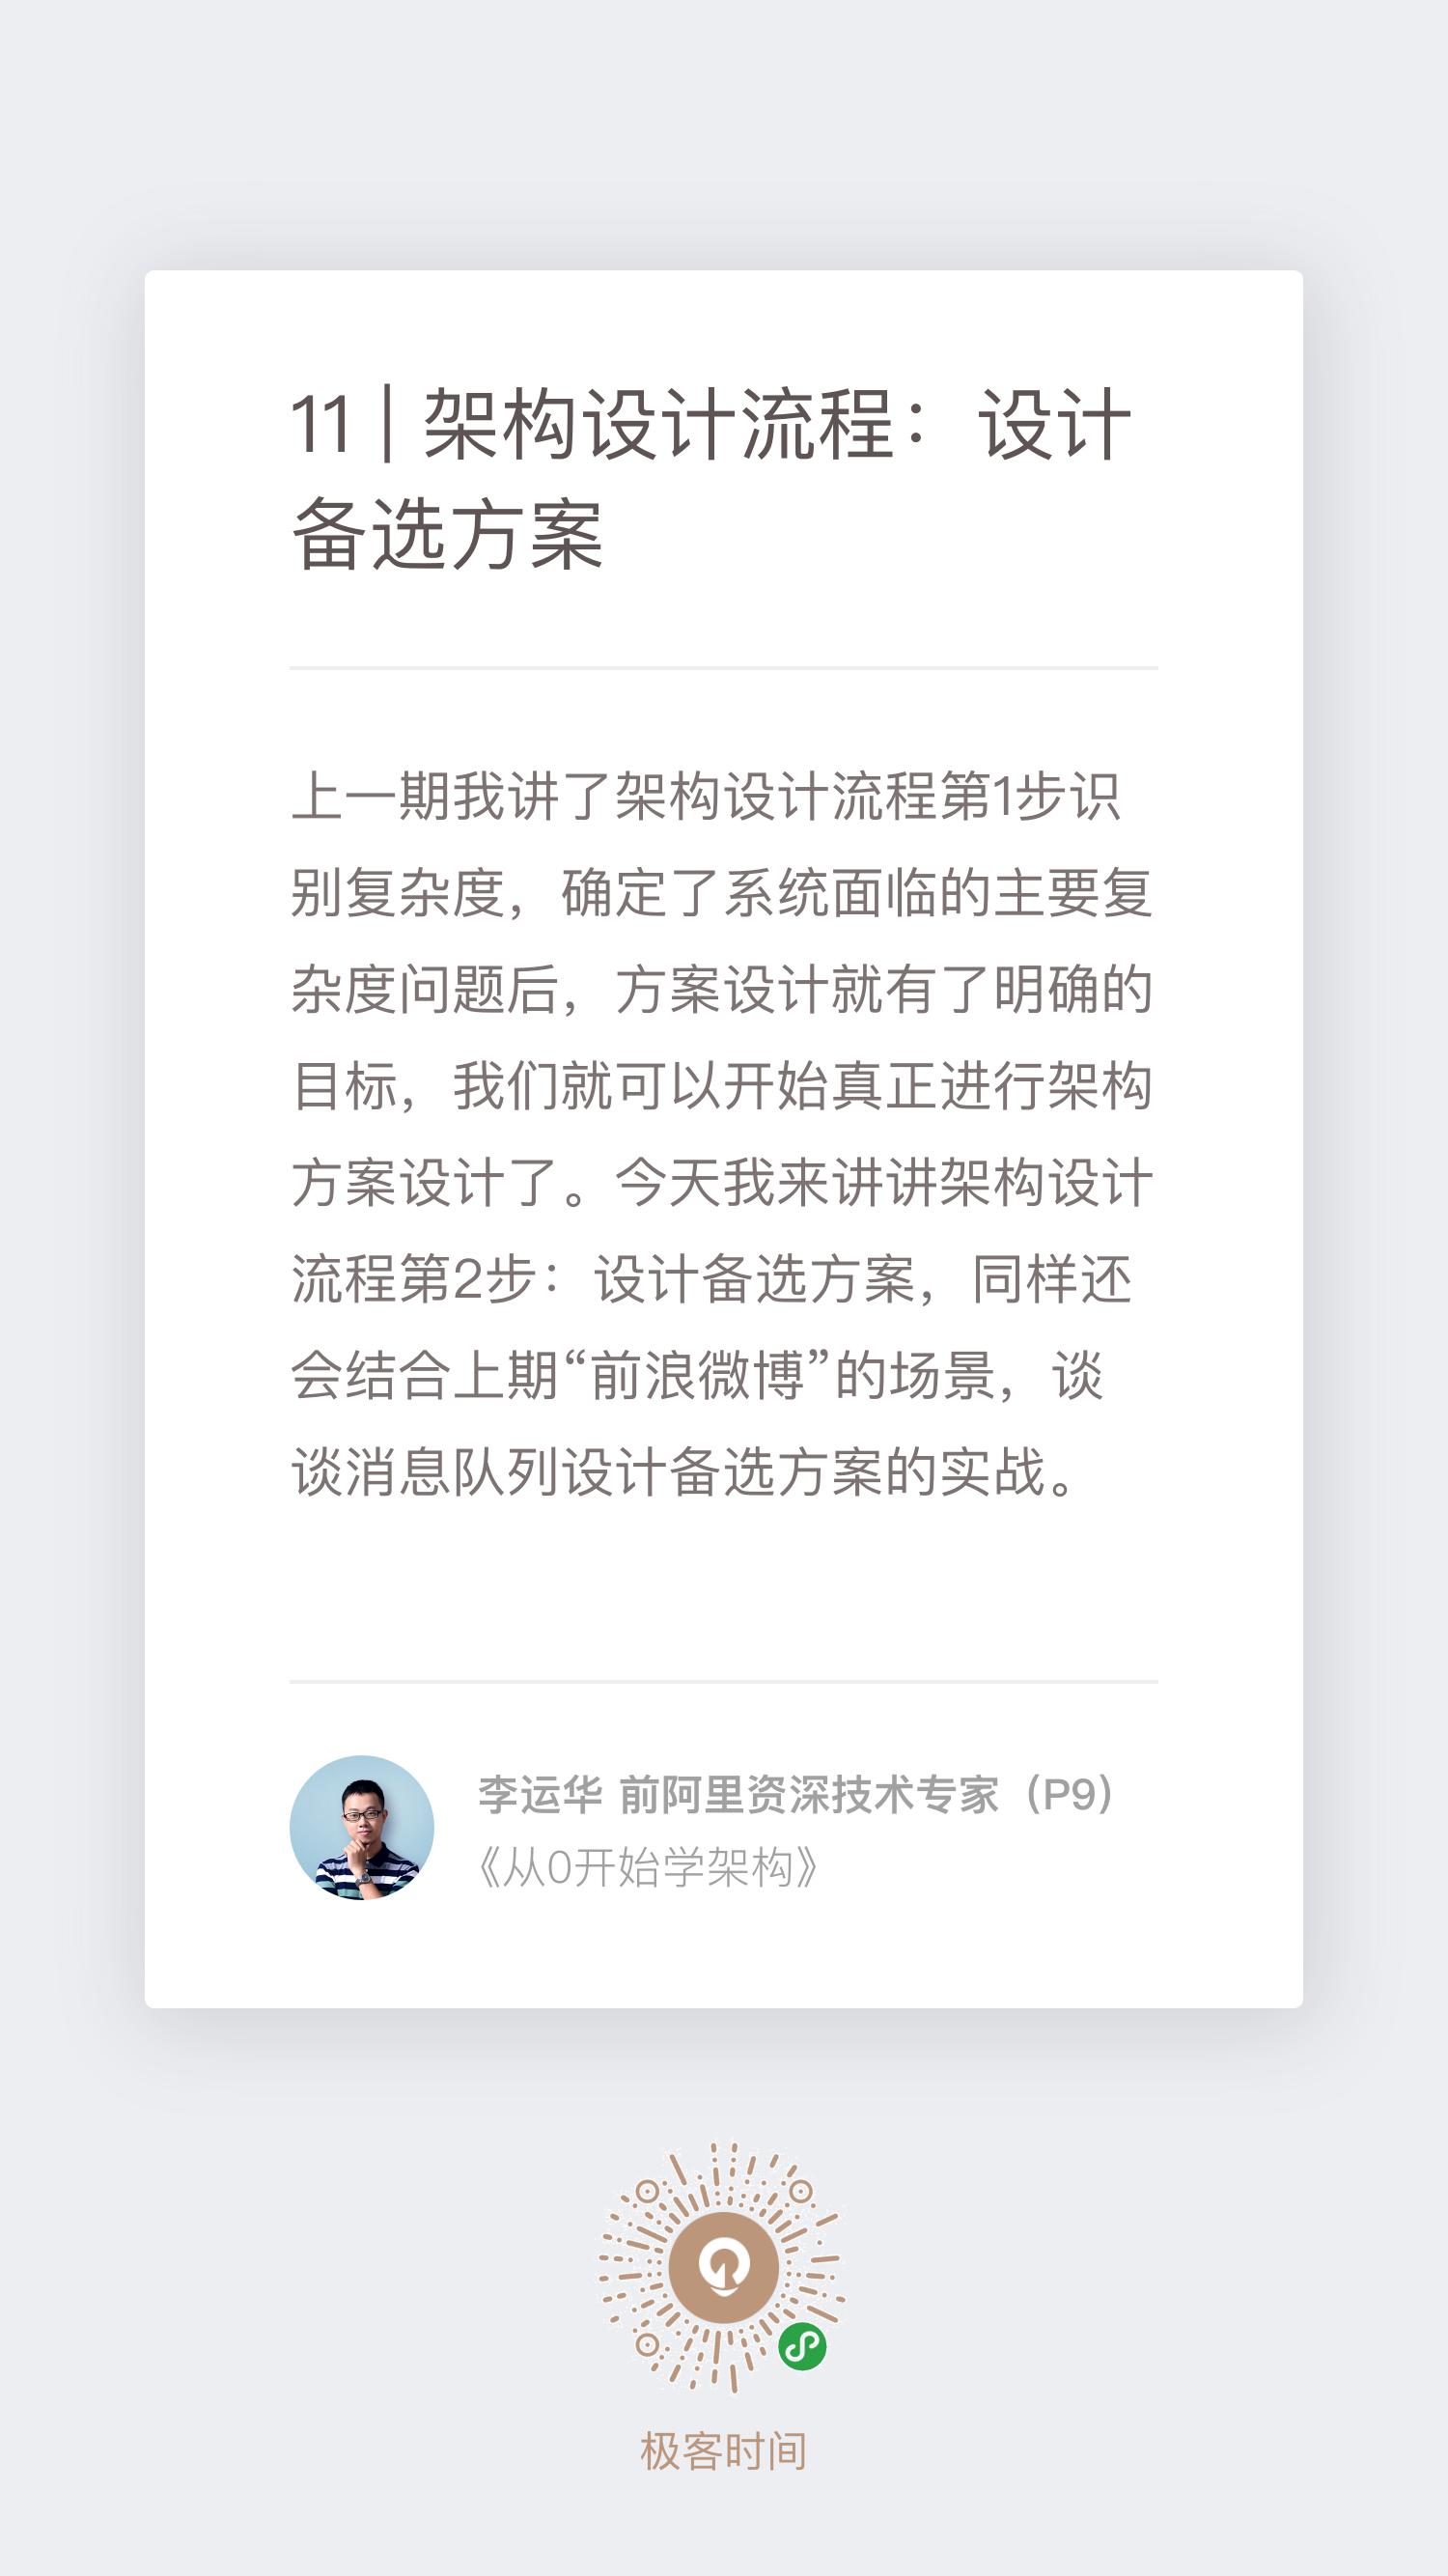 11 | 架构设计流程：设计
备选方案
上一期我讲了架构设计流程第1步识
别复杂度，确定了系统面临的主要复
杂度问题后，方案设计就有了明确的
目标，我们就可以开始真正进行架构
方案设计了。今天我来讲讲架构设计
流程第2步：设计备选方案，同样还
会结合上期“前浪微博”的场景，谈
谈消息队列设计备选方案的实战。
李运华 前阿里资深技术专家（P9）
《从0开始学架构》
极客时间